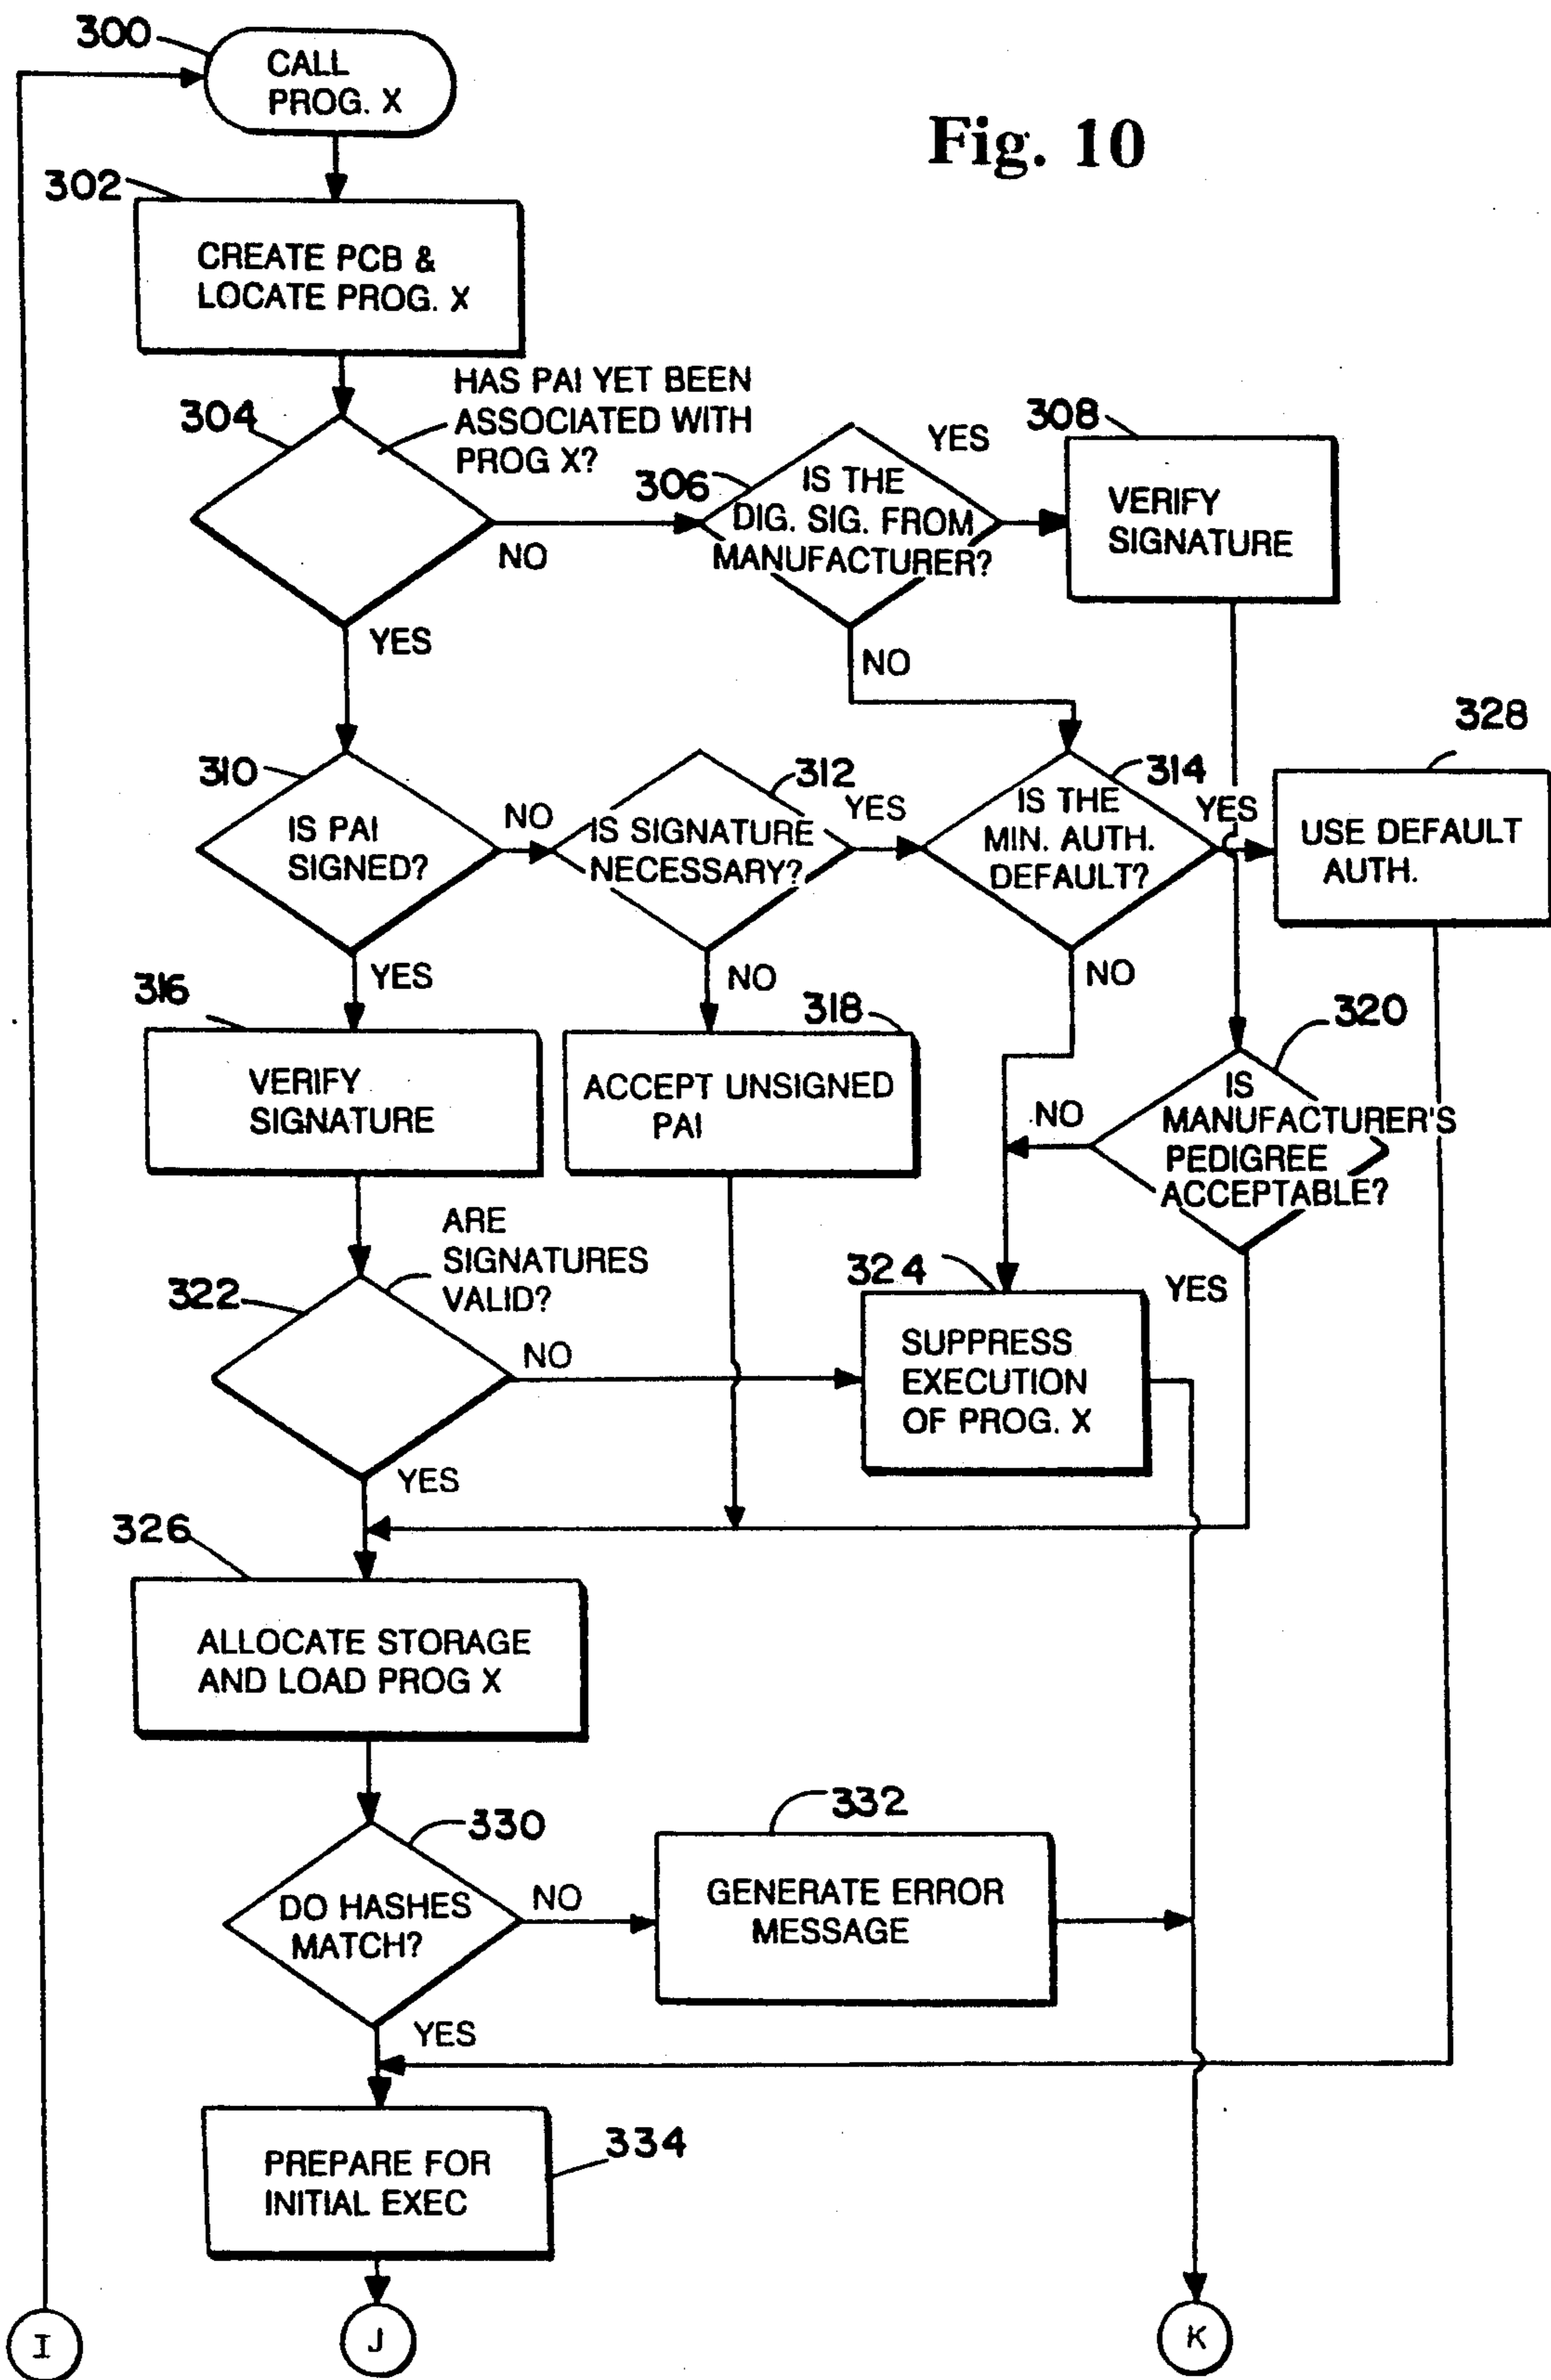 300
CALL
PROG. X
Fig. 10
302
CREATE PCB &
LOCATE PROG. X
304
HAS PAI YET BEEN
ASSOCIATED WITH
PROG X?
NO
YES
306
IS THE
DIG. SIG. FROM
MANUFACTURER?
YES
NO
308
VERIFY
SIGNATURE
310
IS PAI
SIGNED?
NO
YES
312
IS SIGNATURE
NECESSARY?
YES
NO
314
IS THE
MIN. AUTH.
DEFAULT?
YES
NO
328
USE DEFAULT
AUTH.
316
VERIFY
SIGNATURE
318
ACCEPT UNSIGNED
PAI
320
IS
MANUFACTURER'S
PEDIGREE
ACCEPTABLE?
NO
YES
322
ARE
SIGNATURES
VALID?
NO
YES
324
SUPPRESS
EXECUTION
OF PROG. X
326
ALLOCATE STORAGE
AND LOAD PROG X
330
DO HASHES
MATCH?
NO
YES
332
GENERATE ERROR
MESSAGE
334
PREPARE FOR
INITIAL EXEC
I
J
K